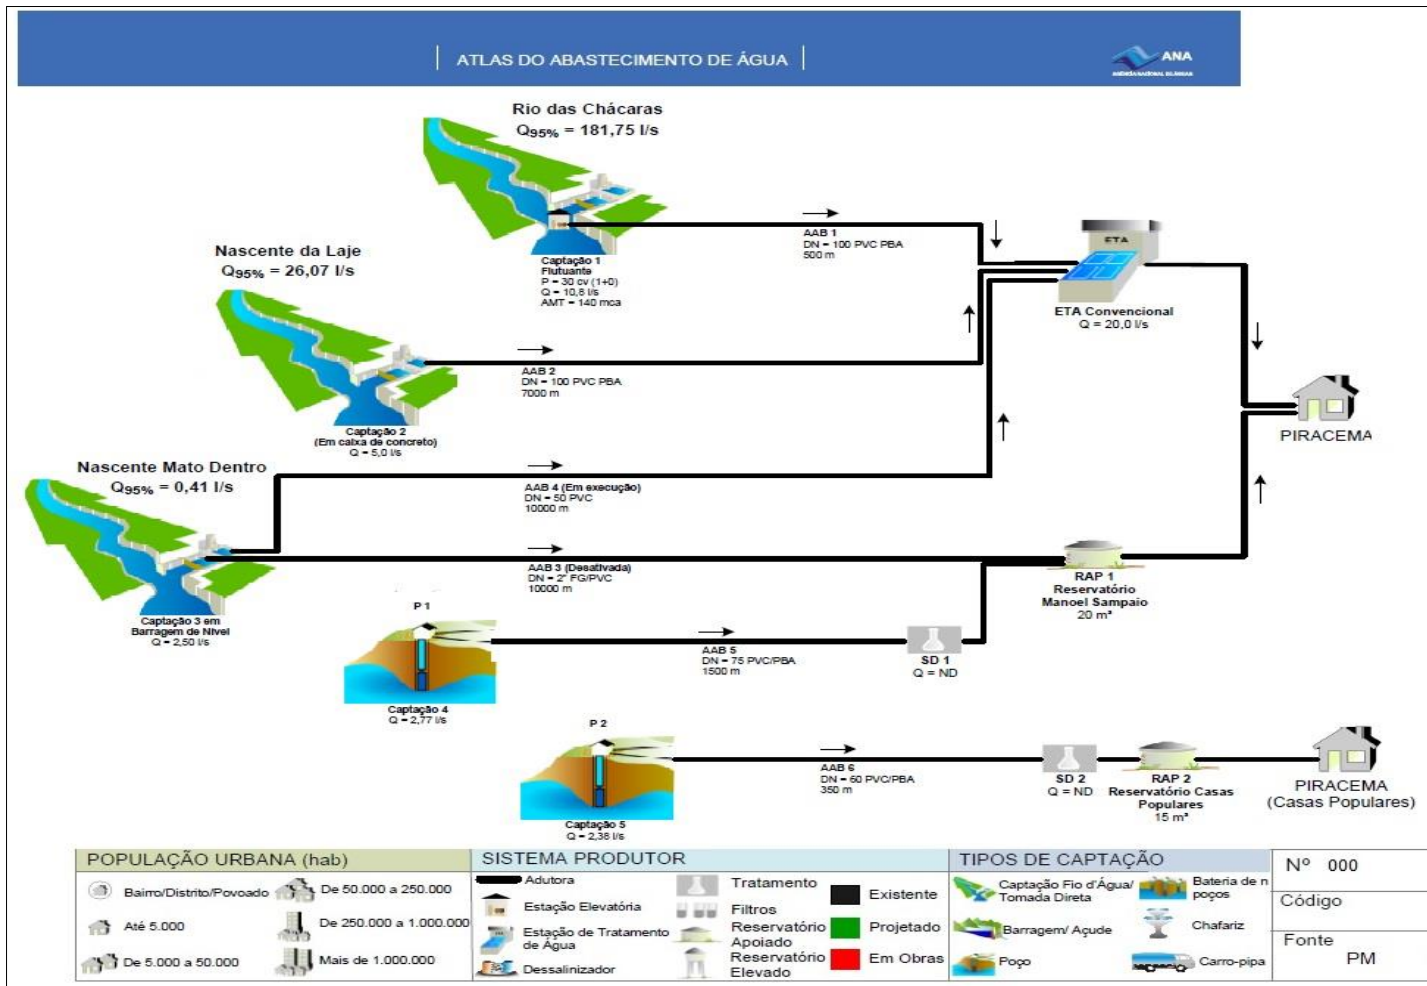 ATLAS DO ABASTECIMENTO DE ÁGUA
ANA
AGÊNCIA NACIONAL DE ÁGUAS
Rio das Chácaras
Q95% = 181,75 l/s
AAB 1
DN = 100 PVC PBA
500 m
Captação 1
Flutuante
P = 30 cv (1+0)
Q = 10,8 l/s
AMT = 140 mca
ETA
ETA Convencional
Q = 20,0 l/s
Nascente da Laje
Q95% = 26,07 l/s
AAB 2
DN = 100 PVC PBA
7000 m
Captação 2
(Em caixa de concreto)
Q = 5,0 l/s
PIRACEMA
Nascente Mato Dentro
Q95% = 0,41 l/s
AAB 4 (Em execução)
DN = 50 PVC
10000 m
AAB 3 (Desativada)
DN = 2" FG/PVC
10000 m
Captação 3 em
Barragem de Nível
Q = 2,50 l/s
RAP 1
Reservatório
Manoel Sampaio
20 m³
P 1
AAB 5
DN = 75 PVC/PBA
1500 m
SD 1
Q = ND
Captação 4
Q = 2,77 l/s
P 2
AAB 6
DN = 60 PVC/PBA
350 m
SD 2
Q = ND
RAP 2
Reservatório Casas
Populares
15 m³
PIRACEMA
(Casas Populares)
Captação 5
Q = 2,38 l/s
POPULAÇÃO URBANA (hab)
Bairro/Distrito/Povoado
De 50.000 a 250.000
Até 5.000
De 250.000 a 1.000.000
De 5.000 a 50.000
Mais de 1.000.000
SISTEMA PRODUTOR
Adutora
Estação Elevatória
Estação de Tratamento
de Água
Dessalinizador
Tratamento
Filtros
Reservatório
Apoiado
Reservatório
Elevado
Existente
Projetado
Em Obras
TIPOS DE CAPTAÇÃO
Captação Fio d'Água/
Tomada Direta
Barragem/ Açude
Poço
Bateria de n
poços
Chafariz
Carro-pipa
Nº 000
Código
Fonte
PM